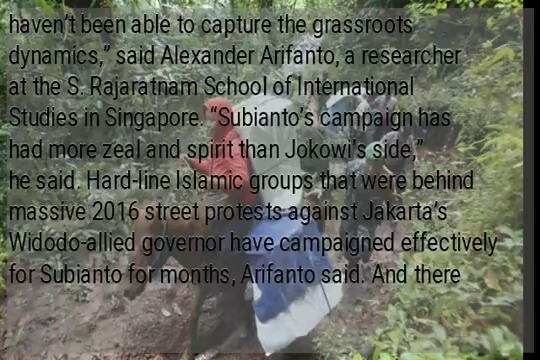 haven’t been able to capture the grassroots
dynamics,” said Alexander Arifanto, a researcher
at the S. Rajaratnam School of International
Studies in Singapore. “Subianto’s campaign has
had more zeal and spirit than Jokowi’s side,”
he said. Hard-line Islamic groups that were behind
massive 2016 street protests against Jakarta’s
Widodo-allied governor have campaigned effectively
for Subianto for months, Arifanto said. And there